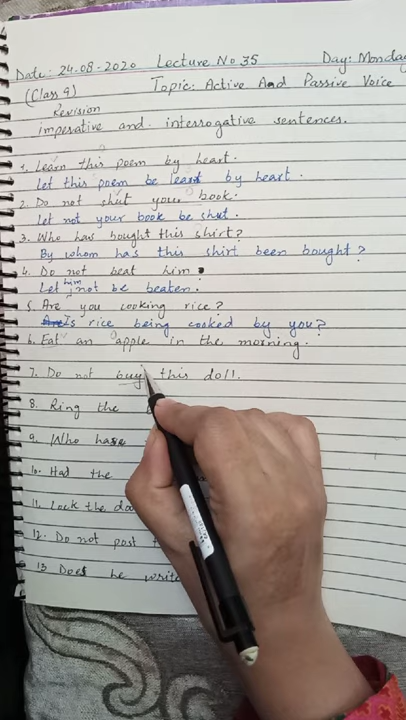 Date: 24.08-2020 Lecture No 35 Day: Monday
(Class 9) Topic: Active And Passive Voice
Revision
imperative and interrogative sentences.
1. Learn this poem by heart.
Let this poem be learnt by heart.
2. Do not shut your book.
Let not your book be shut.
3. Who has bought this shirt?
By whom has this shirt been bought?
4. Do not beat him.
Let him not be beaten.
5. Are you cooking rice?
Is rice being cooked by you?
6. Eat an apple in the morning.
7. Do not buy this doll.
8. Ring the
9. Who has
10. Had the
11. Lock the
12. Do not post
13 Does he write